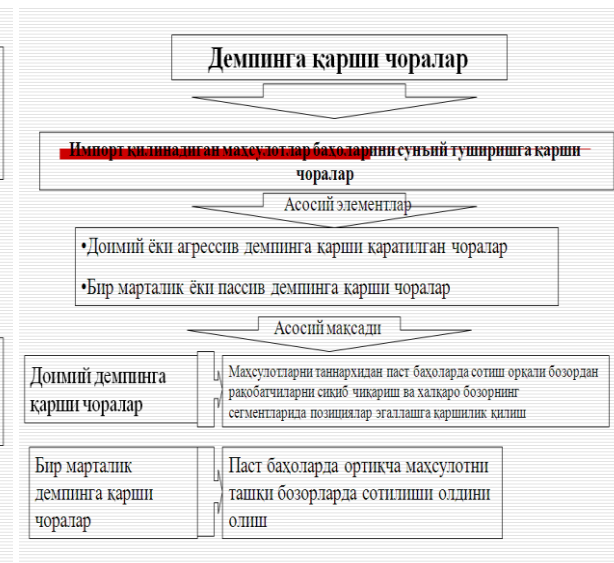 Демпинга қарши чоралар
Импорт қилинадиган махсулотлар баҳоларини сунъий туширишга қарши
чоралар
Асосий элементлар
•Доимий ёки агрессив демпинга қарши қаратилган чоралар
•Бир марталик ёки пассив демпинга қарши чоралар
Асосий мақсади
Доимий демпинга
қарши чоралар
Маҳсулотларни таннархидан паст баҳоларда сотиш орқали бозордан
рақобатчиларни сиқиб чиқариш ва халқаро бозорнинг
сегментларида позициялар эгаллашга қаршилик қилиш
Бир марталик
демпинга қарши
чоралар
Паст баҳоларда ортиқча маҳсулотни
ташқи бозорларда сотилиши олдини
олиш